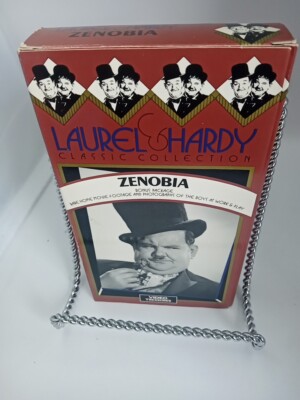 ZENOBIA
LAUREL & HARDY
CLASSIC COLLECTION
ZENOBIA
BONUS PACKAGE
RARE HOME MOVIE FOOTAGE AND PHOTOGRAPHS OF THE BOYS AT WORK & PLAY
VIDEO